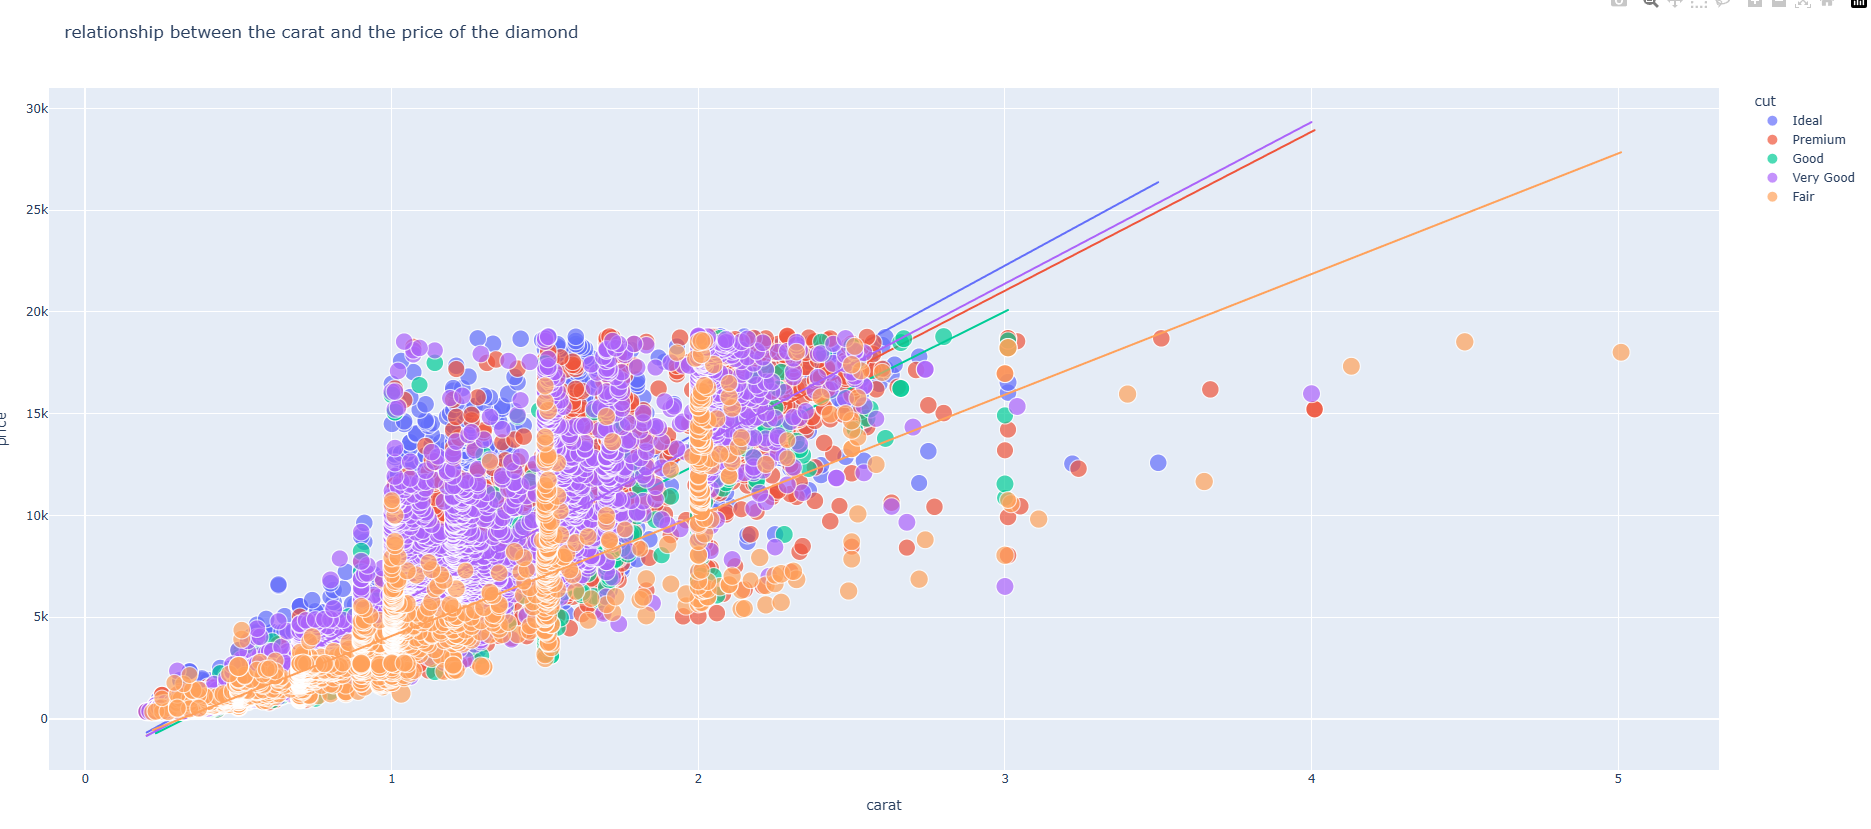 relationship between the carat and the price of the diamond
cut
Ideal
Premium
Good
Very Good
Fair
30k
25k
20k
15k
10k
5k
0
price
0 1 2 3 4 5
carat